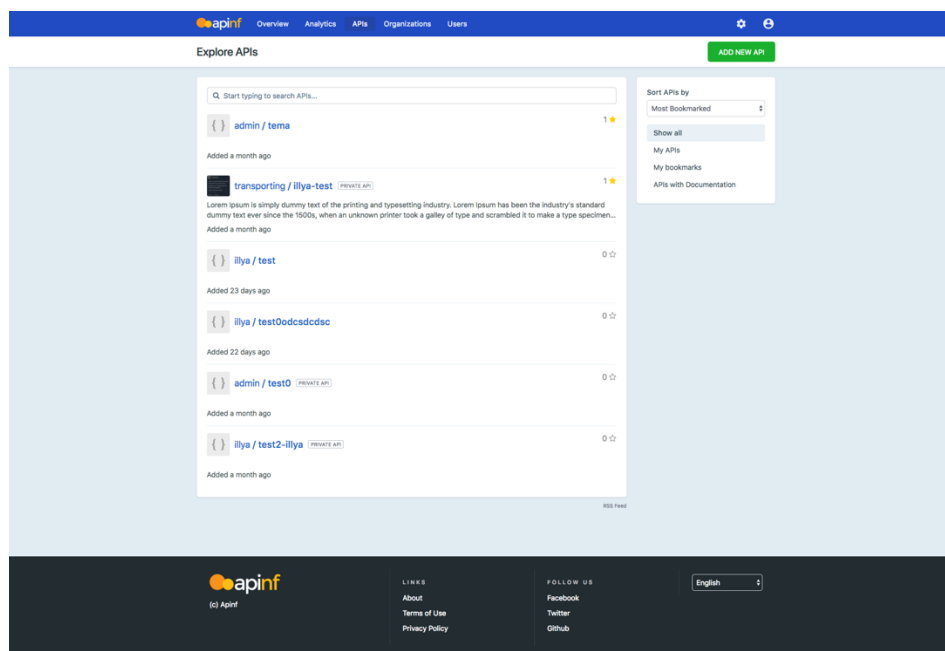 apinf Overview Analytics APIs Organizations Users
Explore APIs
ADD NEW API
Start typing to search APIs...
{ } admin / tema
1
Added a month ago
transporting / illya-test PRIVATE API
1
Lorem Ipsum is simply dummy text of the printing and typesetting industry. Lorem Ipsum has been the industry's standard
dummy text ever since the 1500s, when an unknown printer took a galley of type and scrambled it to make a type specimen...
Added a month ago
{ } illya / test
0
Added 23 days ago
{ } illya / test0odcsdcdsc
0
Added 22 days ago
{ } admin / test0 PRIVATE API
0
Added a month ago
{ } illya / test2-illya PRIVATE API
0
Added a month ago
RSS Feed
Sort APIs by
Most Bookmarked
Show all
My APIs
My bookmarks
APIs with Documentation
apinf
(c) Apinf
LINKS
About
Terms of Use
Privacy Policy
FOLLOW US
Facebook
Twitter
Github
English